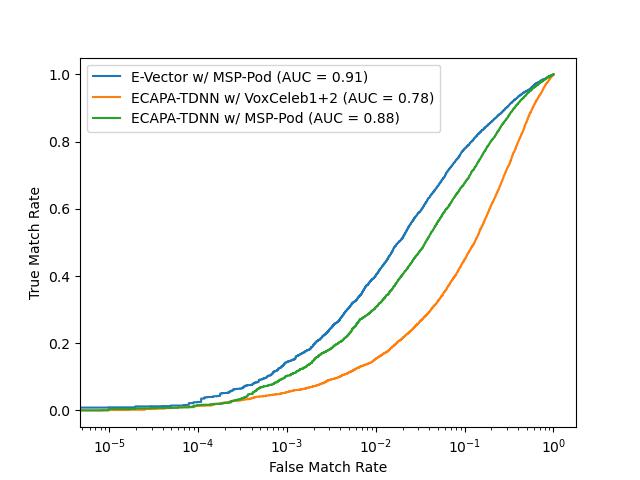 E-Vector w/ MSP-Pod (AUC = 0.91)
ECAPA-TDNN w/ VoxCeleb1+2 (AUC = 0.78)
ECAPA-TDNN w/ MSP-Pod (AUC = 0.88)
1.0
0.8
0.6
0.4
0.2
0.0
True Match Rate
10⁻⁵ 10⁻⁴ 10⁻³ 10⁻² 10⁻¹ 10⁰
False Match Rate